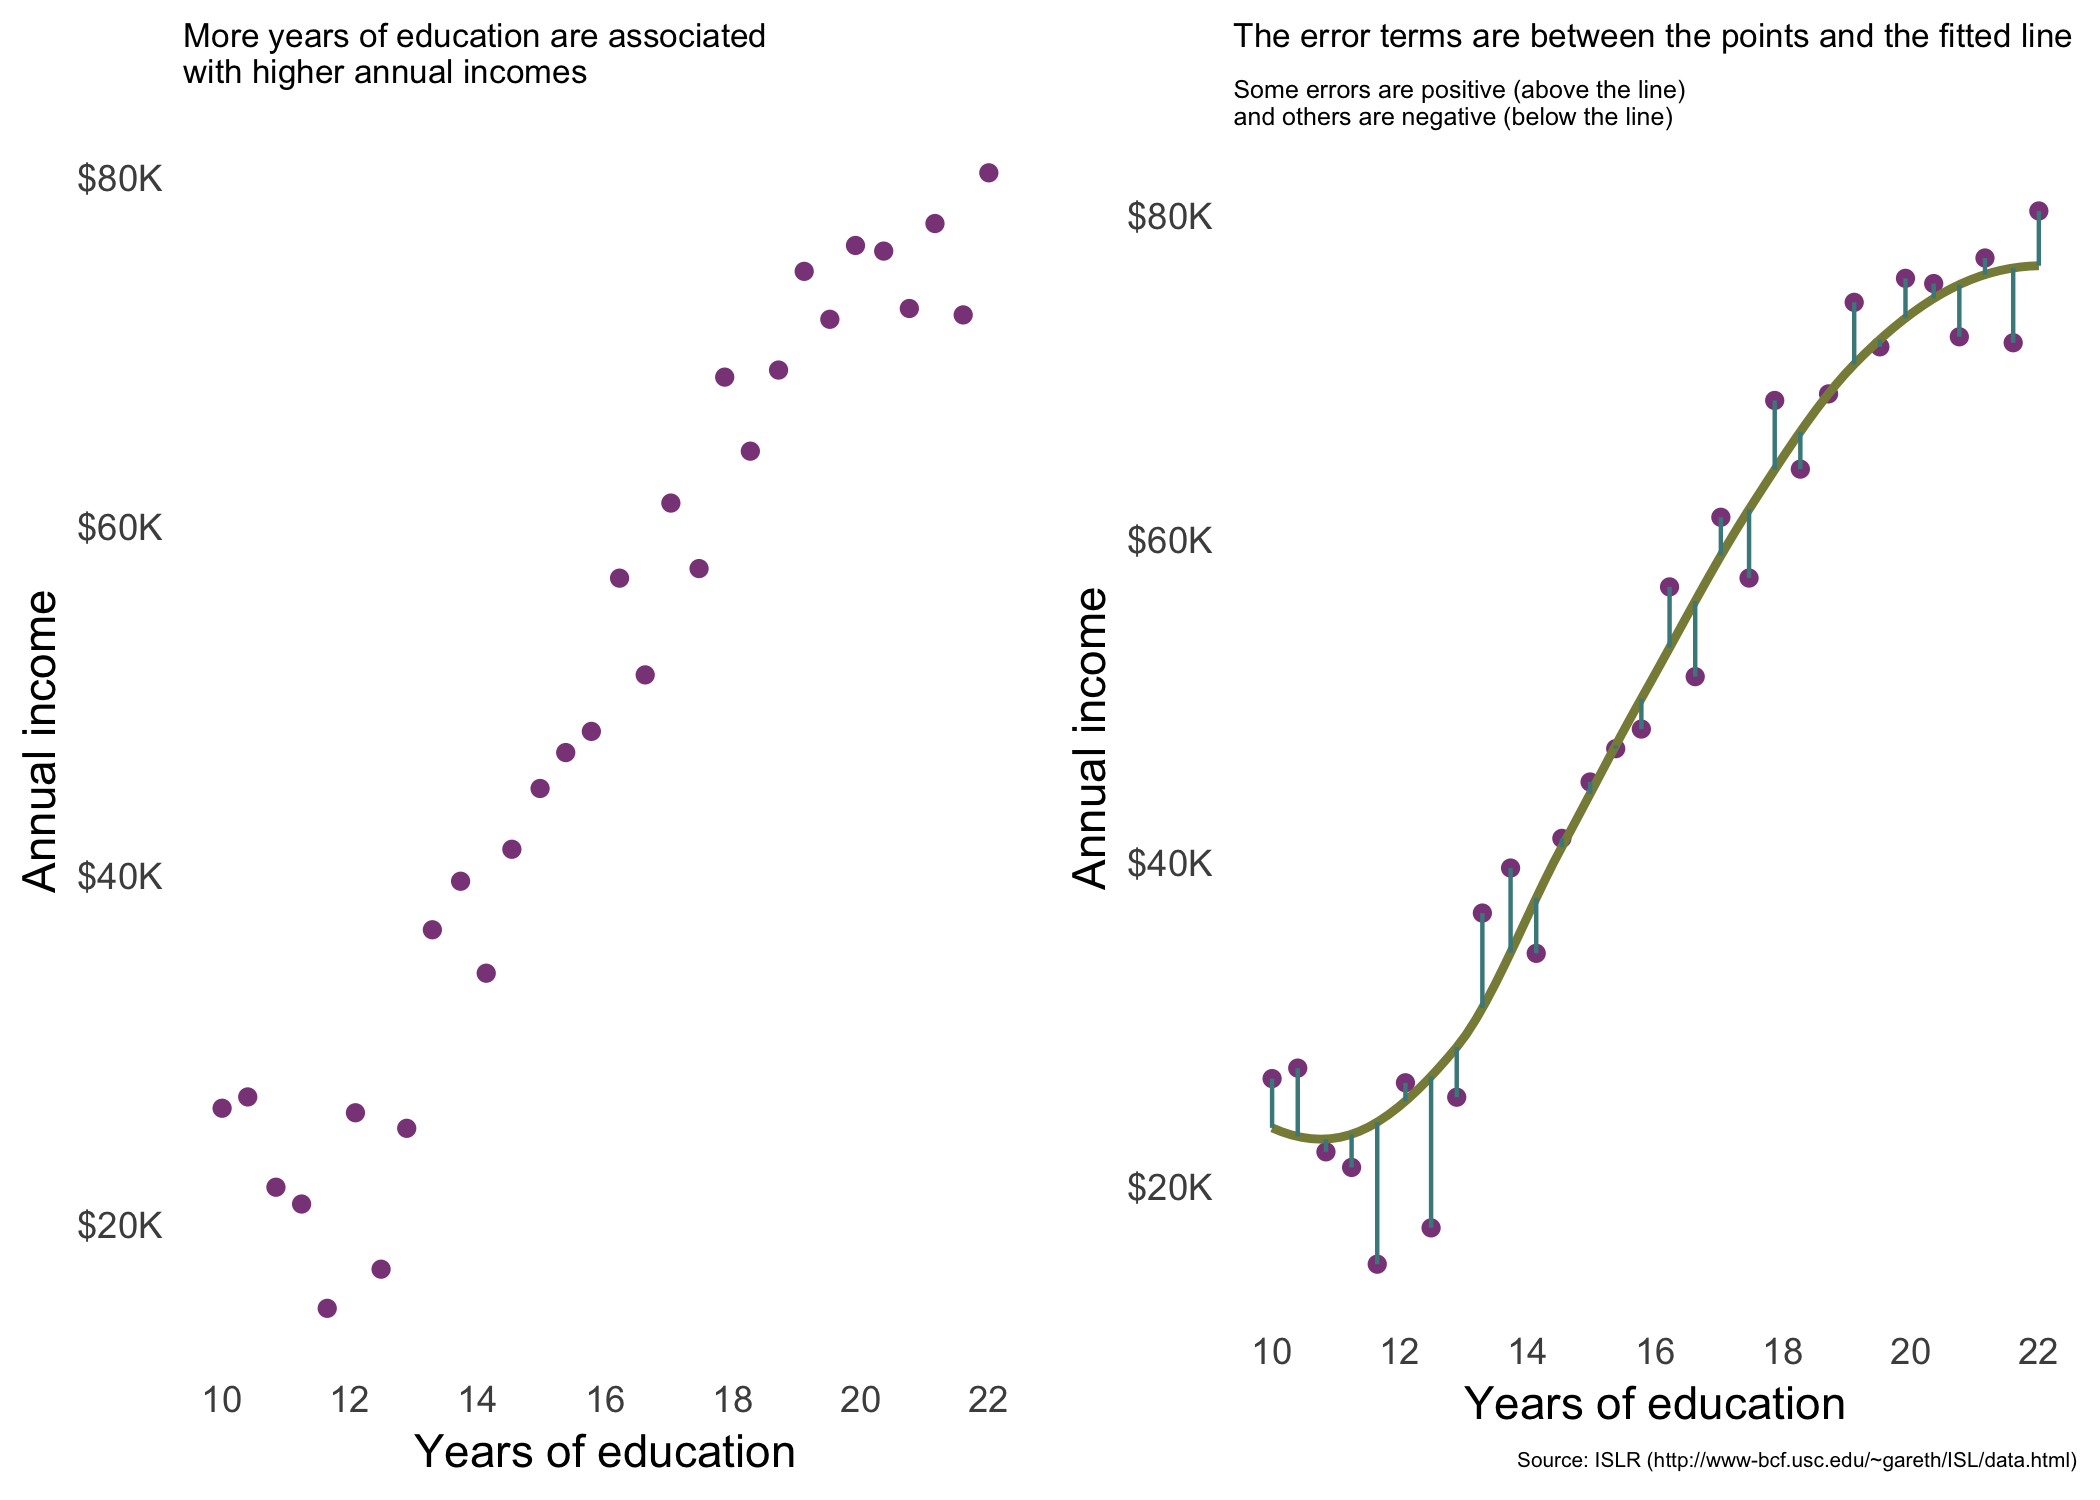 More years of education are associated
with higher annual incomes
$80K
$60K
$40K
$20K
Annual income
10 12 14 16 18 20 22
Years of education
The error terms are between the points and the fitted line
Some errors are positive (above the line)
and others are negative (below the line)
$80K
$60K
$40K
$20K
Annual income
10 12 14 16 18 20 22
Years of education
Source: ISLR (http://www-bcf.usc.edu/~gareth/ISL/data.html)